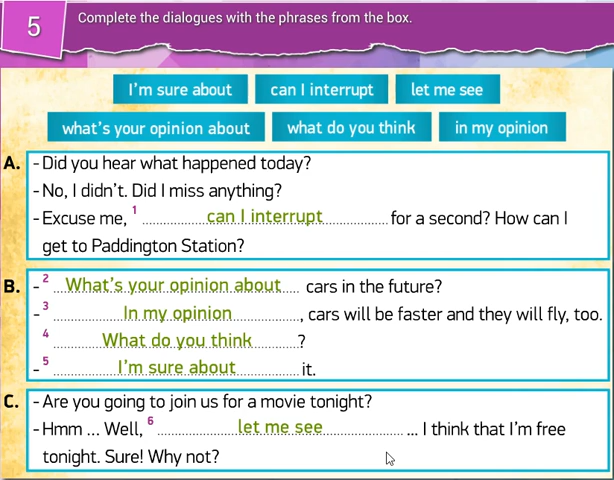 5 Complete the dialogues with the phrases from the box.
I'm sure about can I interrupt let me see
what's your opinion about what do you think in my opinion
A. - Did you hear what happened today?
- No, I didn't. Did I miss anything?
- Excuse me, 1 can I interrupt for a second? How can I
get to Paddington Station?
B. - 2 What's your opinion about cars in the future?
- 3 In my opinion, cars will be faster and they will fly, too.
4 What do you think?
- 5 I'm sure about it.
C. - Are you going to join us for a movie tonight?
- Hmm ... Well, 6 let me see ... I think that I'm free
tonight. Sure! Why not?